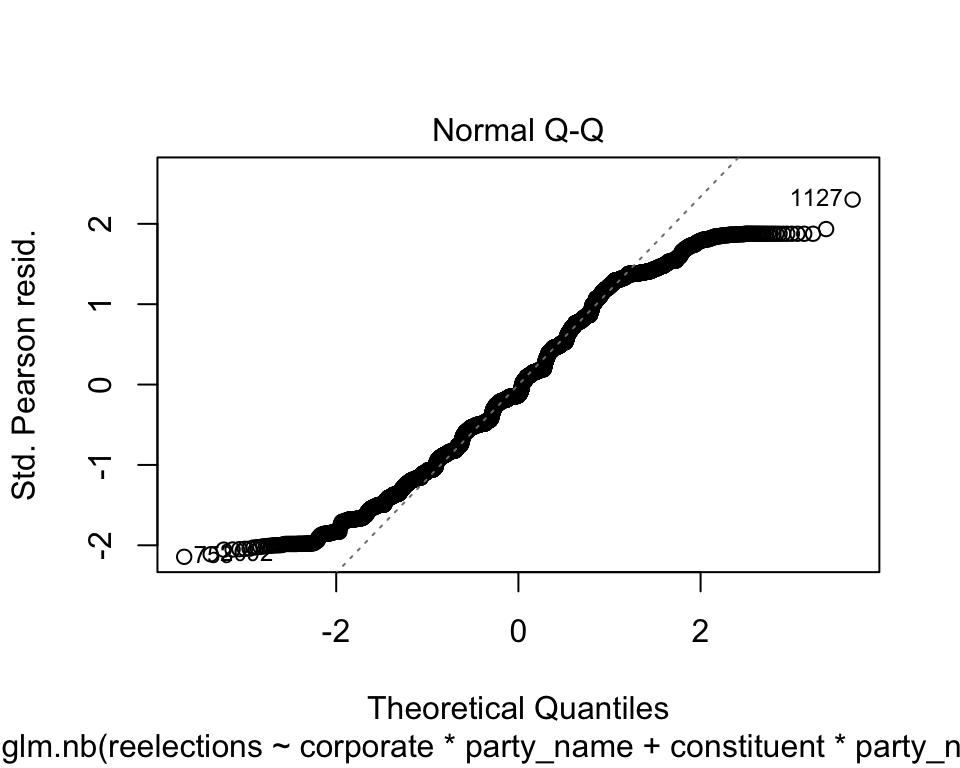 Normal Q-Q
Std. Pearson resid.
2
1
0
-1
-2
1127
-2
0
2
Theoretical Quantiles
glm.nb(reelections ~ corporate * party_name + constituent * party_n